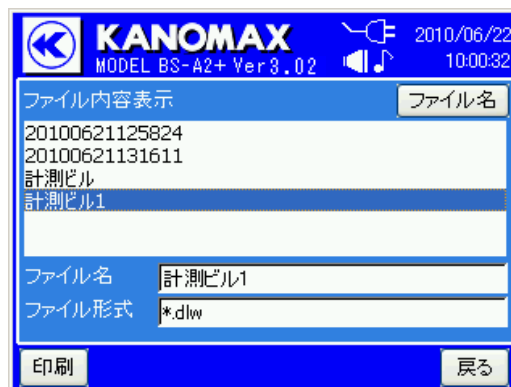 KANOMAX
MODEL BS-A2+ Ver3.02
2010/06/22
10:00:32
ファイル内容表示
ファイル名
20100621125824
20100621131611
計測ビル
計測ビル1
ファイル名
計測ビル1
ファイル形式
*.dlw
印刷
戻る